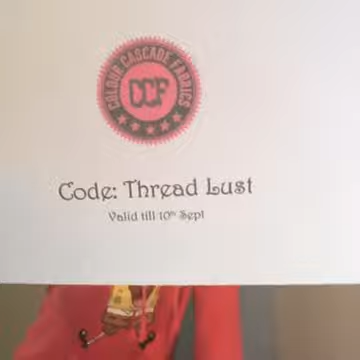 COLOUR CASCADE FABRICS
CCF
Code: Thread Lust
Valid till 10th Sept